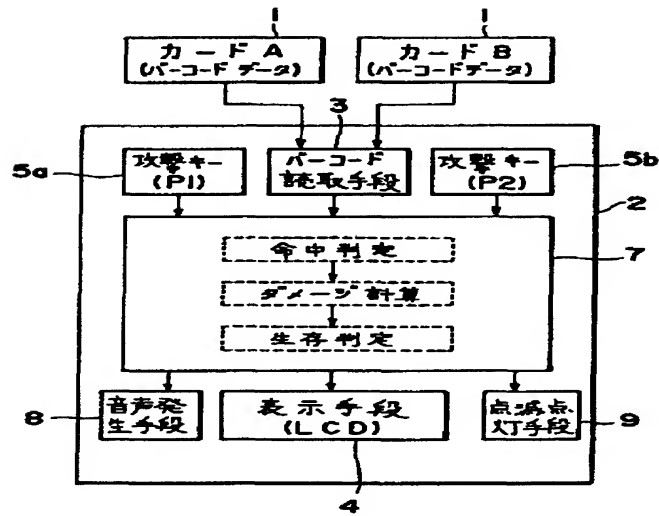 1
1
カード A
(バーコードデータ)
カード B
(バーコードデータ)
3
5a
攻撃キー
(P1)
バーコード
読取手段
攻撃キー
(P2)
5b
2
7
命中判定
ダメージ計算
生存判定
8
音声発
生手段
表示手段
(LCD)
点滅点
灯手段
9
4